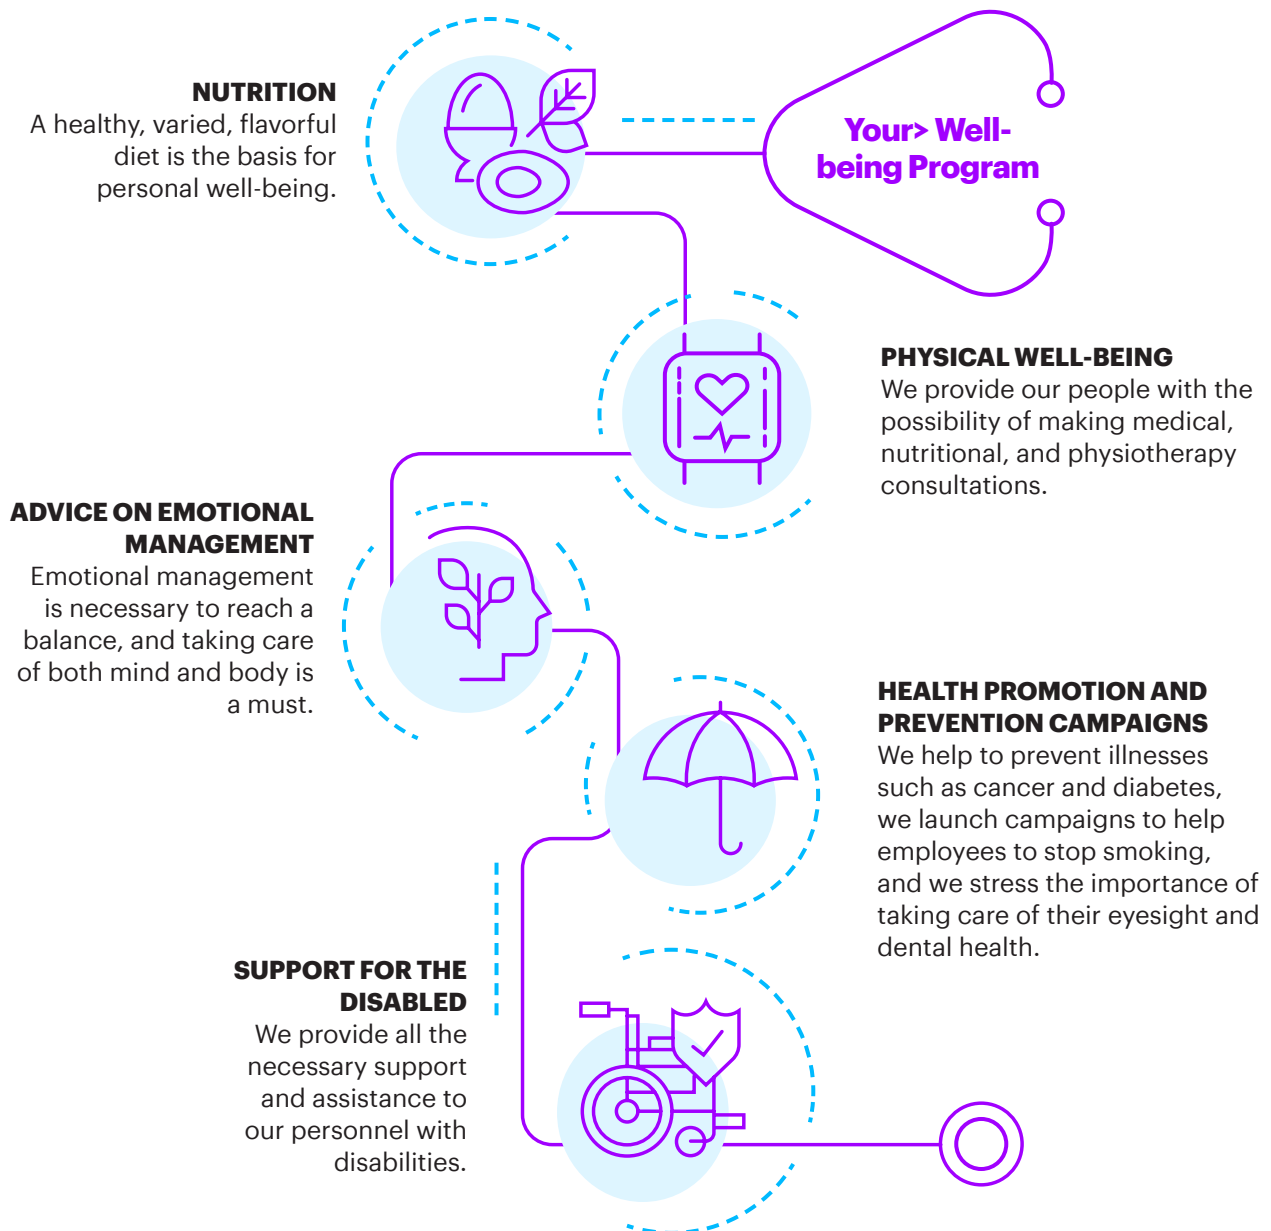 Your> Well-
being Program
NUTRITION
A healthy, varied, flavorful
diet is the basis for
personal well-being.
PHYSICAL WELL-BEING
We provide our people with the
possibility of making medical,
nutritional, and physiotherapy
consultations.
ADVICE ON EMOTIONAL
MANAGEMENT
Emotional management
is necessary to reach a
balance, and taking care
of both mind and body is
a must.
HEALTH PROMOTION AND
PREVENTION CAMPAIGNS
We help to prevent illnesses
such as cancer and diabetes,
we launch campaigns to help
employees to stop smoking,
and we stress the importance of
taking care of their eyesight and
dental health.
SUPPORT FOR THE
DISABLED
We provide all the
necessary support
and assistance to
our personnel with
disabilities.